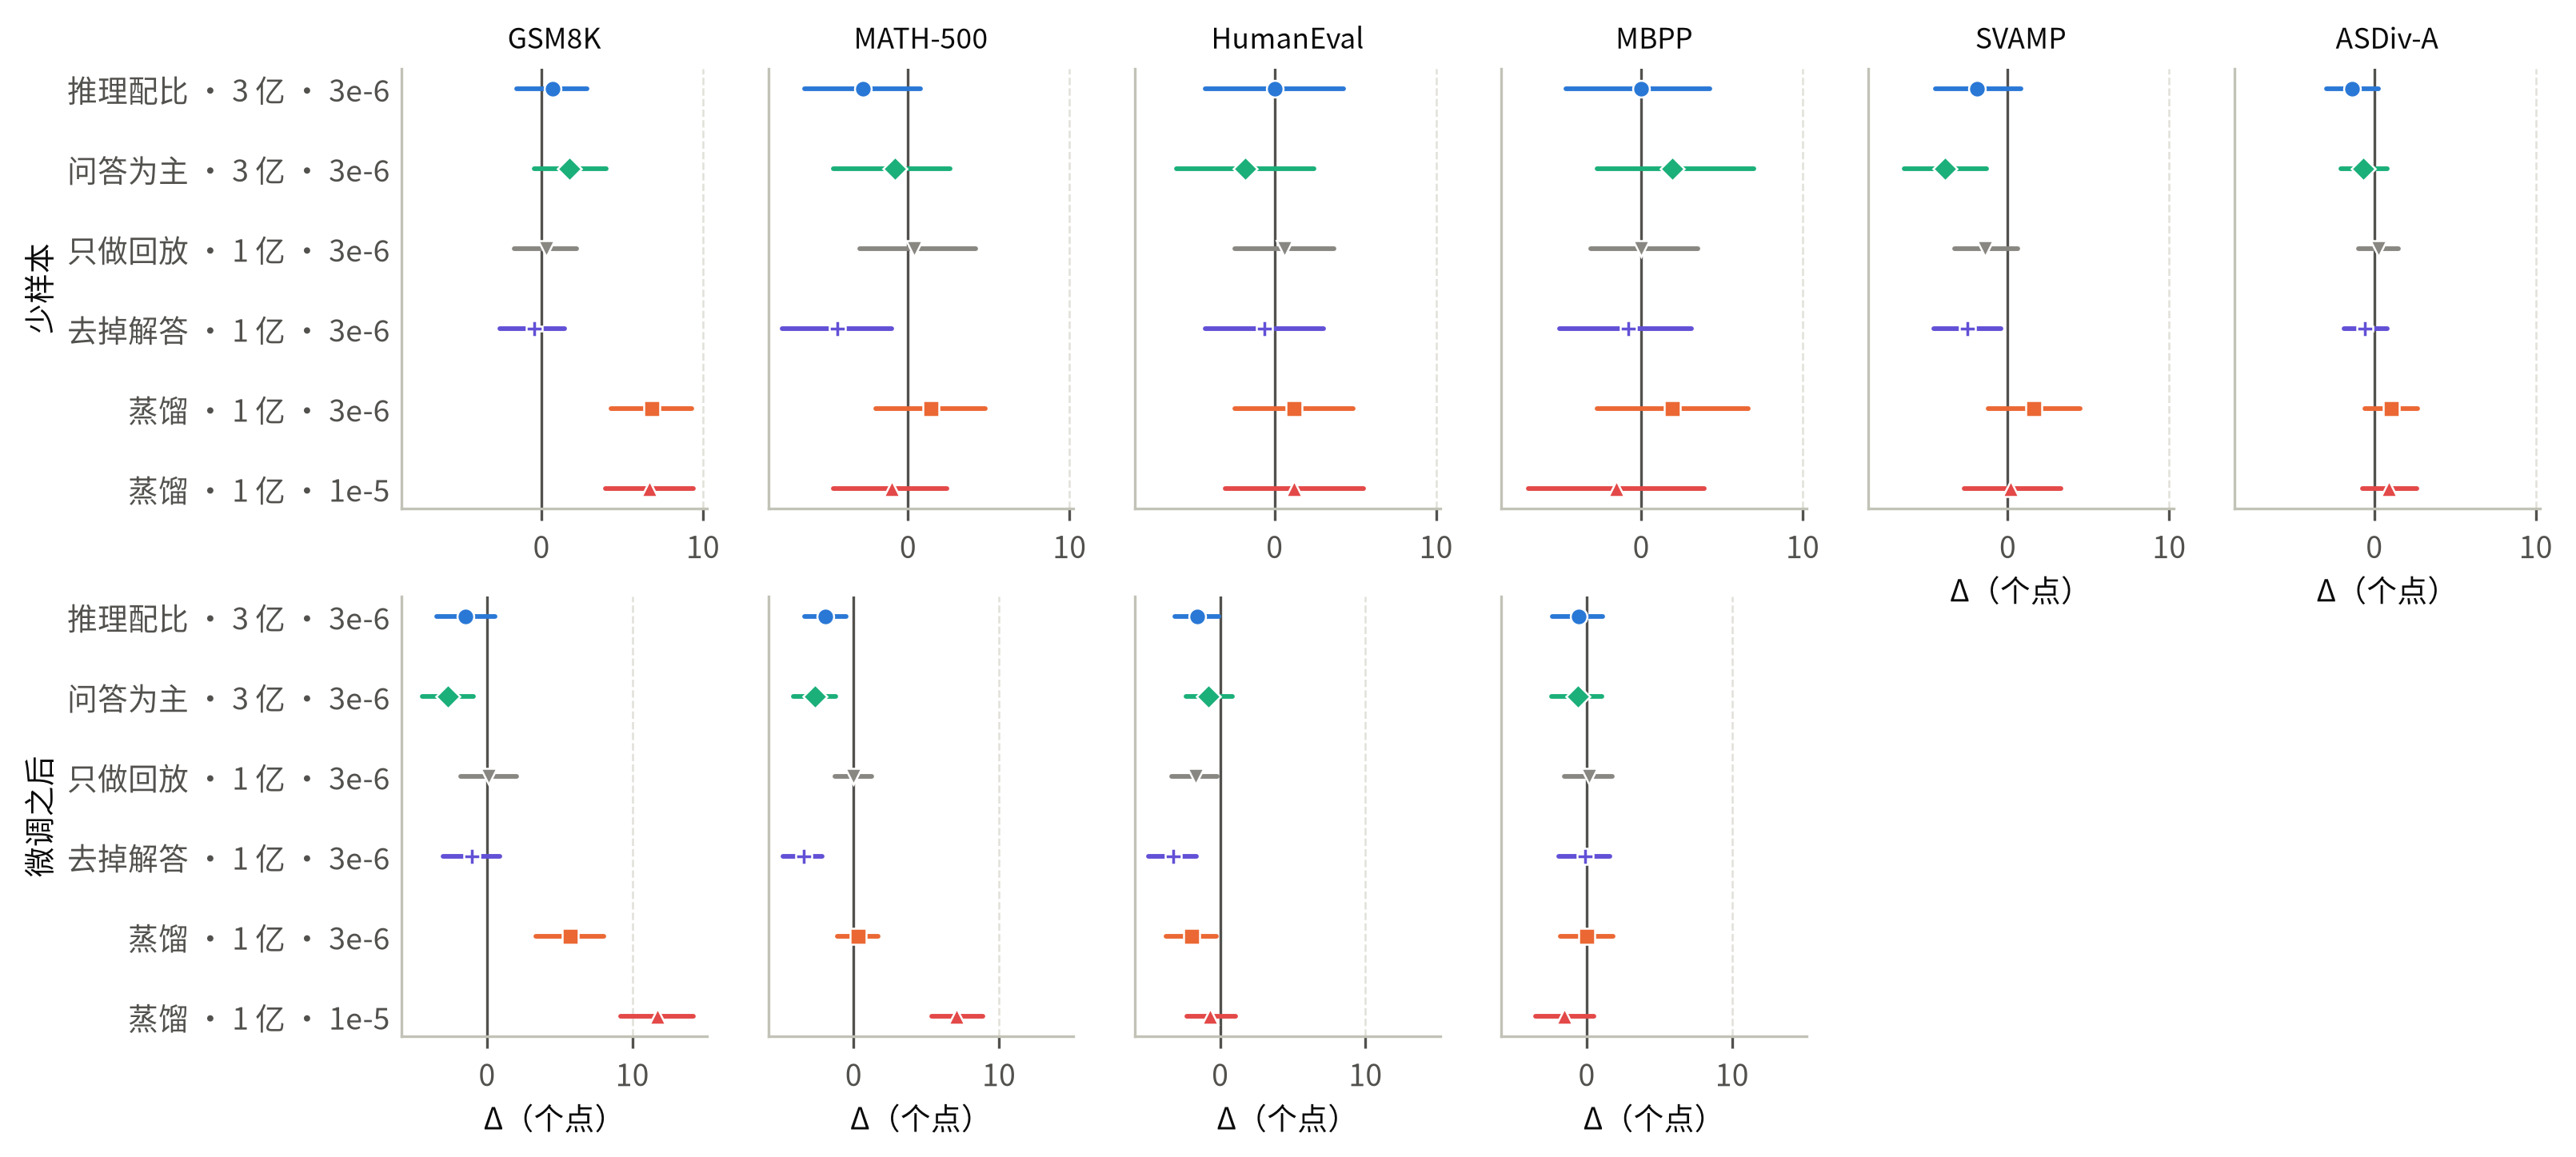 GSM8K MATH-500 HumanEval MBPP SVAMP ASDiv-A
少样本
推理配比 · 3 亿 · 3e-6
问答为主 · 3 亿 · 3e-6
只做回放 · 1 亿 · 3e-6
去掉解答 · 1 亿 · 3e-6
蒸馏 · 1 亿 · 3e-6
蒸馏 · 1 亿 · 1e-5
0 10 0 10 0 10 0 10 0 10 0 10
Δ（个点） Δ（个点）
微调之后
推理配比 · 3 亿 · 3e-6
问答为主 · 3 亿 · 3e-6
只做回放 · 1 亿 · 3e-6
去掉解答 · 1 亿 · 3e-6
蒸馏 · 1 亿 · 3e-6
蒸馏 · 1 亿 · 1e-5
0 10 0 10 0 10 0 10
Δ（个点） Δ（个点） Δ（个点） Δ（个点）